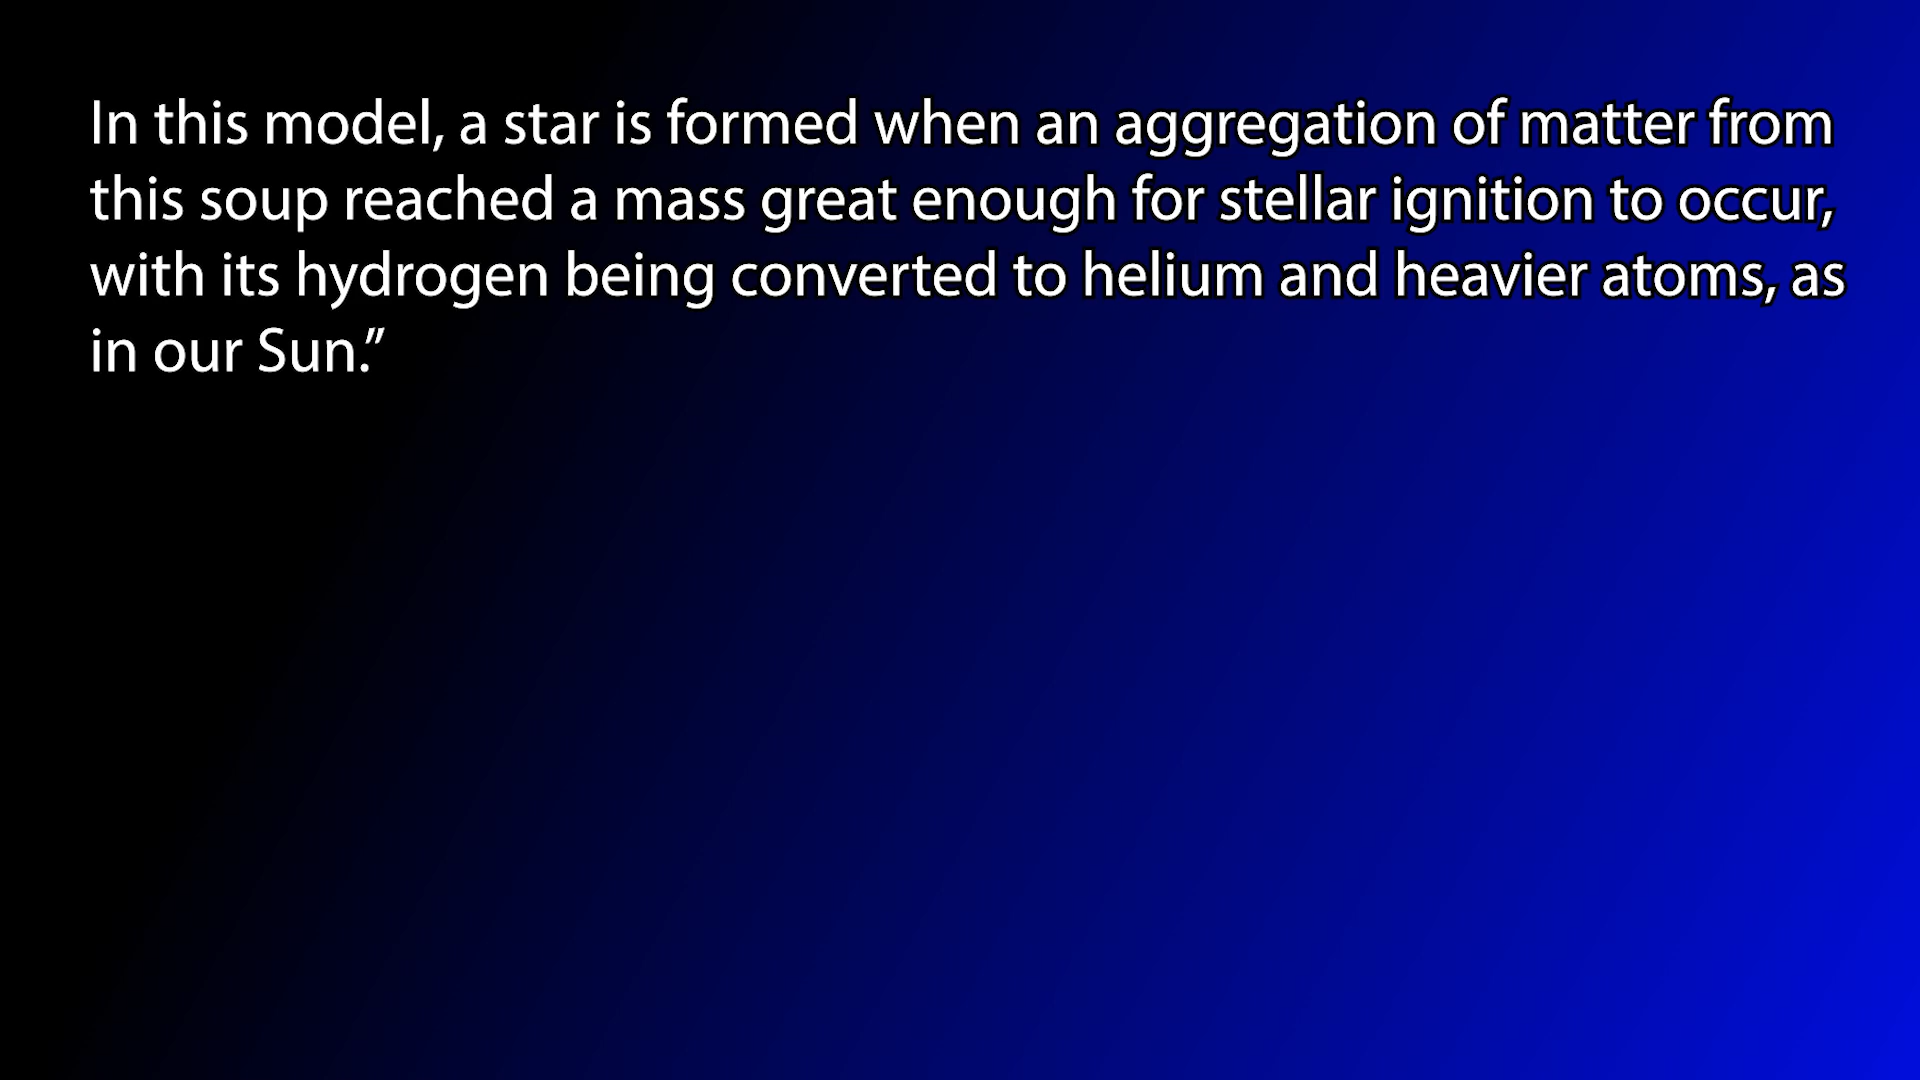 In this model, a star is formed when an aggregation of matter from
this soup reached a mass great enough for stellar ignition to occur,
with its hydrogen being converted to helium and heavier atoms, as
in our Sun.”